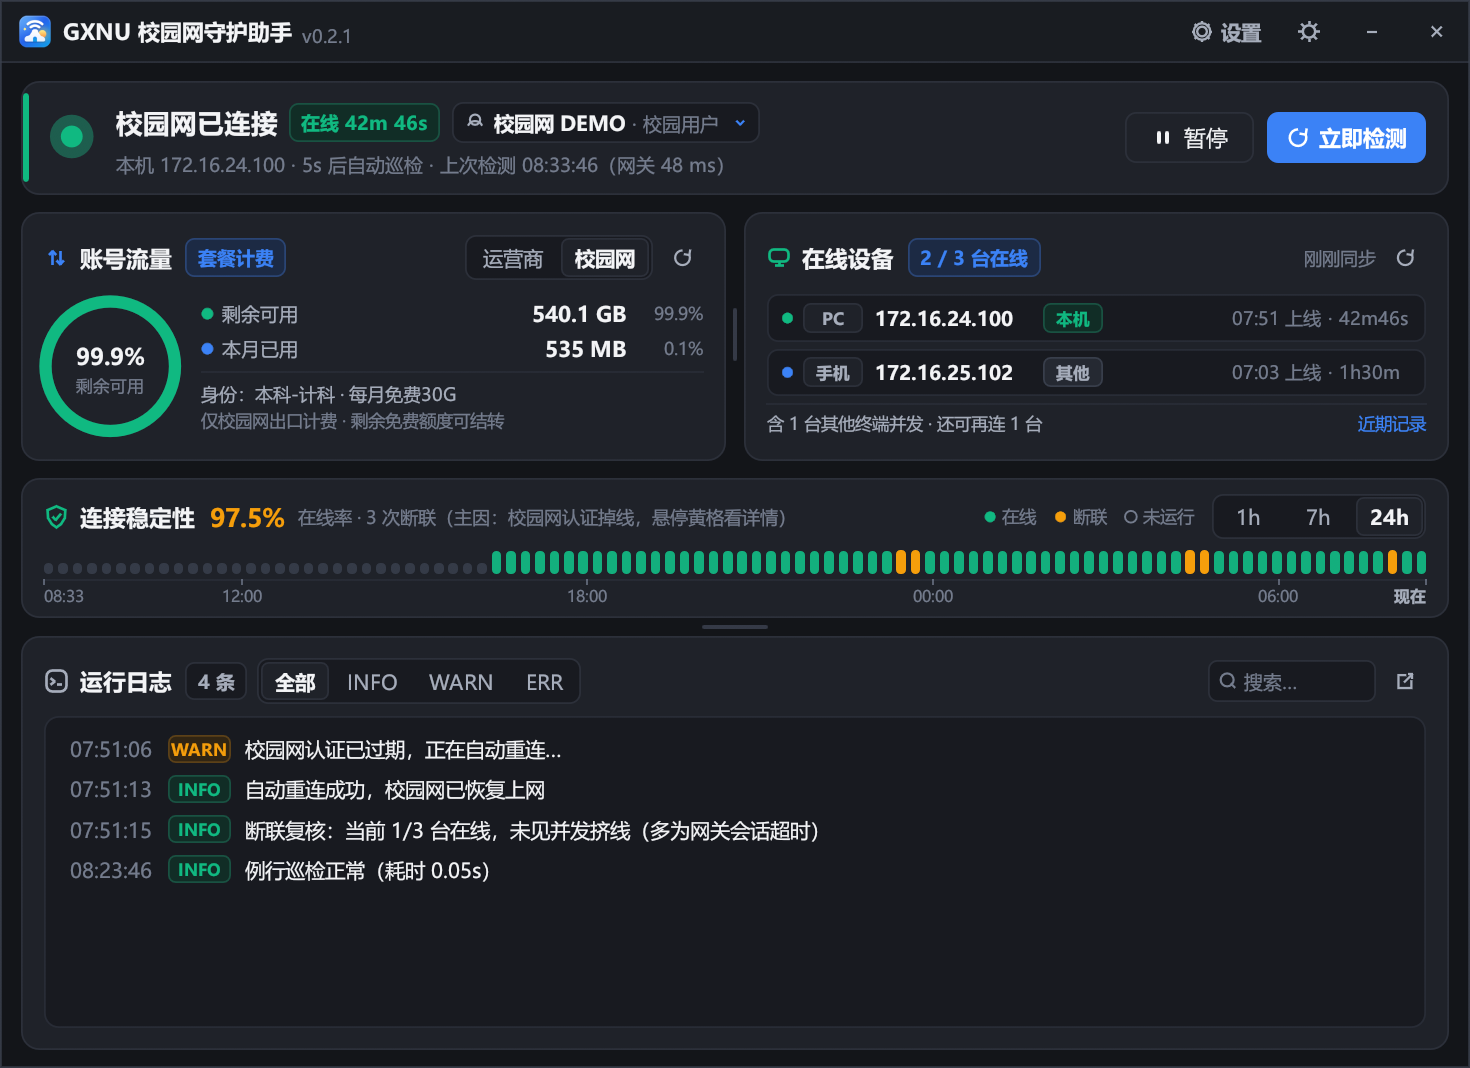 GXNU 校园网守护助手 v0.2.1
设置
校园网已连接 在线 42m 46s 校园网 DEMO · 校园用户
本机 172.16.24.100 · 5s 后自动巡检 · 上次检测 08:33:46（网关 48 ms）
暂停 立即检测
账号流量 套餐计费 运营商 校园网
99.9%
剩余可用
剩余可用 540.1 GB 99.9%
本月已用 535 MB 0.1%
身份：本科-计科 · 每月免费30G
仅校园网出口计费 · 剩余免费额度可结转
在线设备 2 / 3 台在线 刚刚同步
PC 172.16.24.100 本机 07:51 上线 · 42m46s
手机 172.16.25.102 其他 07:03 上线 · 1h30m
含 1 台其他终端并发 · 还可再连 1 台 近期记录
连接稳定性 97.5% 在线率 · 3 次断联（主因：校园网认证掉线，悬停黄格看详情） 在线 断联 未运行 1h 7h 24h
08:33 12:00 18:00 00:00 06:00 现在
运行日志 4 条 全部 INFO WARN ERR 搜索...
07:51:06 WARN 校园网认证已过期，正在自动重连...
07:51:13 INFO 自动重连成功，校园网已恢复上网
07:51:15 INFO 断联复核：当前 1/3 台在线，未见并发挤线（多为网关会话超时）
08:23:46 INFO 例行巡检正常（耗时 0.05s）